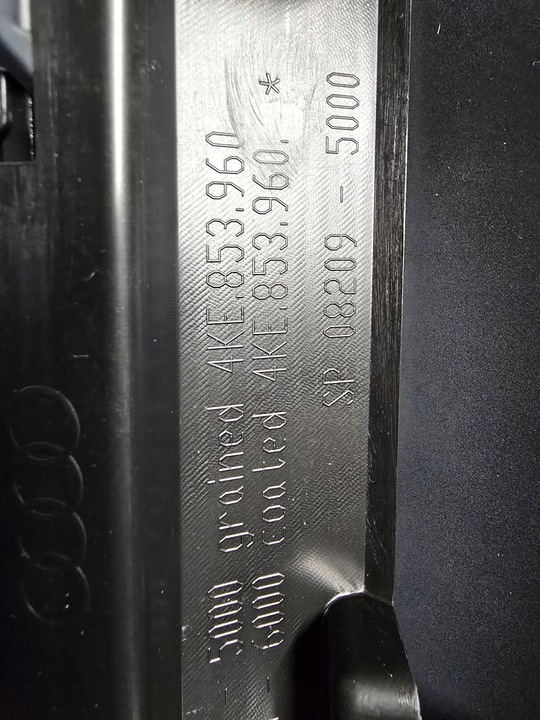 - 5000 grained 4KE.853.960
- 6000 coated 4KE.853.960. *
SP 08209 - 5000